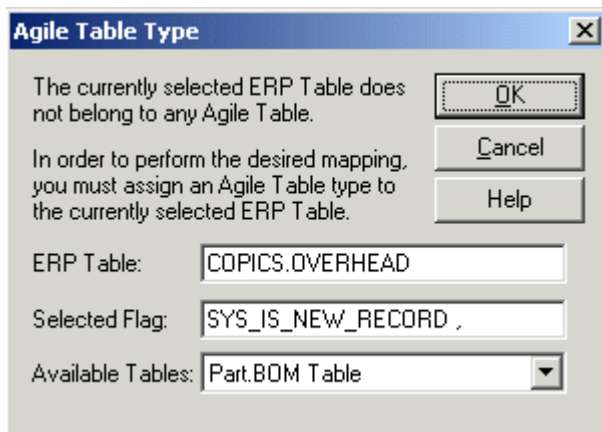 Agile Table Type
The currently selected ERP Table does
not belong to any Agile Table.
OK
Cancel
In order to perform the desired mapping,
you must assign an Agile Table type to
the currently selected ERP Table.
Help
ERP Table: COPICS.OVERHEAD
Selected Flag: SYS_IS_NEW_RECORD ,
Available Tables: Part.BOM Table